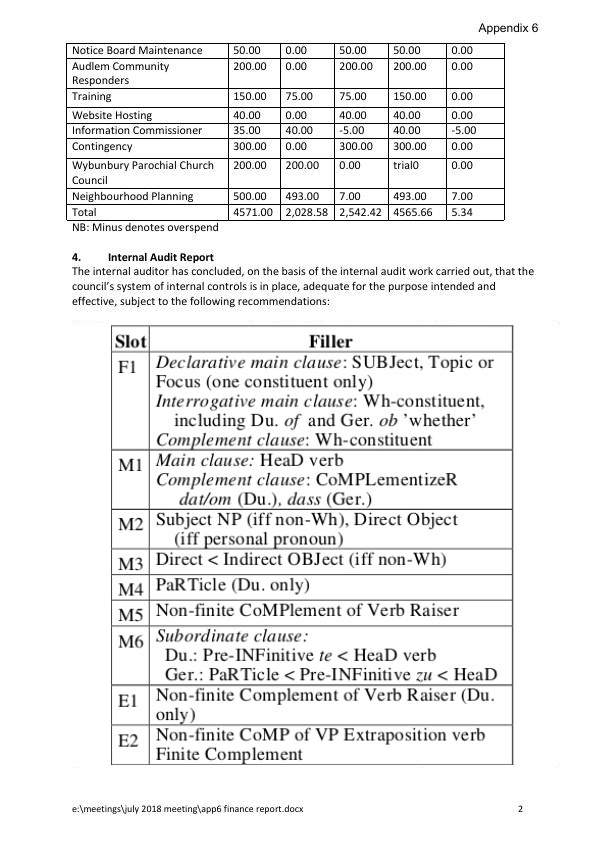 Appendix 6
Notice Board Maintenance 50.00 0.00 50.00 50.00 0.00
Audlem Community 200.00 0.00 200.00 200.00 0.00
Responders
Training 150.00 75.00 75.00 150.00 0.00
Website Hosting 40.00 0.00 40.00 40.00 0.00
Information Commissioner 35.00 40.00 -5.00 40.00 -5.00
Contingency 300.00 0.00 300.00 300.00 0.00
Wybunbury Parochial Church 200.00 200.00 0.00 trial0 0.00
Council
Neighbourhood Planning 500.00 493.00 7.00 493.00 7.00
Total 4571.00 2,028.58 2,542.42 4565.66 5.34
NB: Minus denotes overspend
4. Internal Audit Report
The internal auditor has concluded, on the basis of the internal audit work carried out, that the
council's system of internal controls is in place, adequate for the purpose intended and
effective, subject to the following recommendations:
Slot Filler
F1 Declarative main clause: SUBJect, Topic or
Focus (one constituent only)
Interrogative main clause: Wh-constituent,
including Du. of and Ger. ob 'whether'
Complement clause: Wh-constituent
M1 Main clause: HeaD verb
Complement clause: CoMPLementizeR
dat/om (Du.), dass (Ger.)
M2 Subject NP (iff non-Wh), Direct Object
(iff personal pronoun)
M3 Direct < Indirect OBJect (iff non-Wh)
M4 PaRTicle (Du. only)
M5 Non-finite CoMPlement of Verb Raiser
M6 Subordinate clause:
Du.: Pre-INFinitive te < HeaD verb
Ger.: PaRTicle < Pre-INFinitive zu < HeaD
E1 Non-finite Complement of Verb Raiser (Du.
only)
E2 Non-finite CoMP of VP Extraposition verb
Finite Complement
e:\meetings\july 2018 meeting\app6 finance report.docx 2